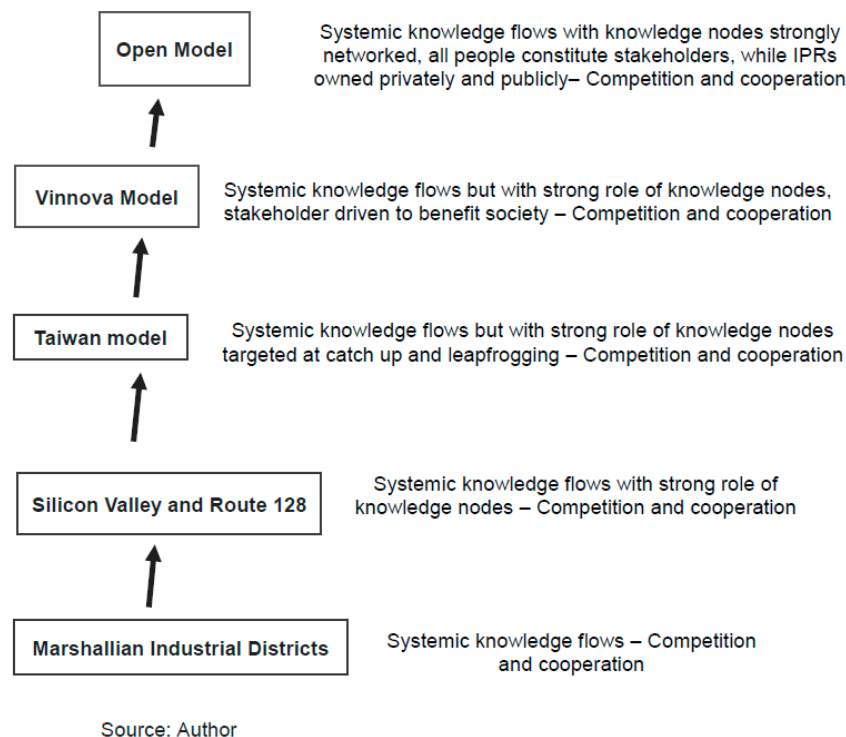 Open Model
Systemic knowledge flows with knowledge nodes strongly
networked, all people constitute stakeholders, while IPRs
owned privately and publicly– Competition and cooperation
Vinnova Model
Systemic knowledge flows but with strong role of knowledge nodes,
stakeholder driven to benefit society – Competition and cooperation
Taiwan model
Systemic knowledge flows but with strong role of knowledge nodes
targeted at catch up and leapfrogging – Competition and cooperation
Silicon Valley and Route 128
Systemic knowledge flows with strong role of
knowledge nodes – Competition and cooperation
Marshallian Industrial Districts
Systemic knowledge flows – Competition
and cooperation
Source: Author